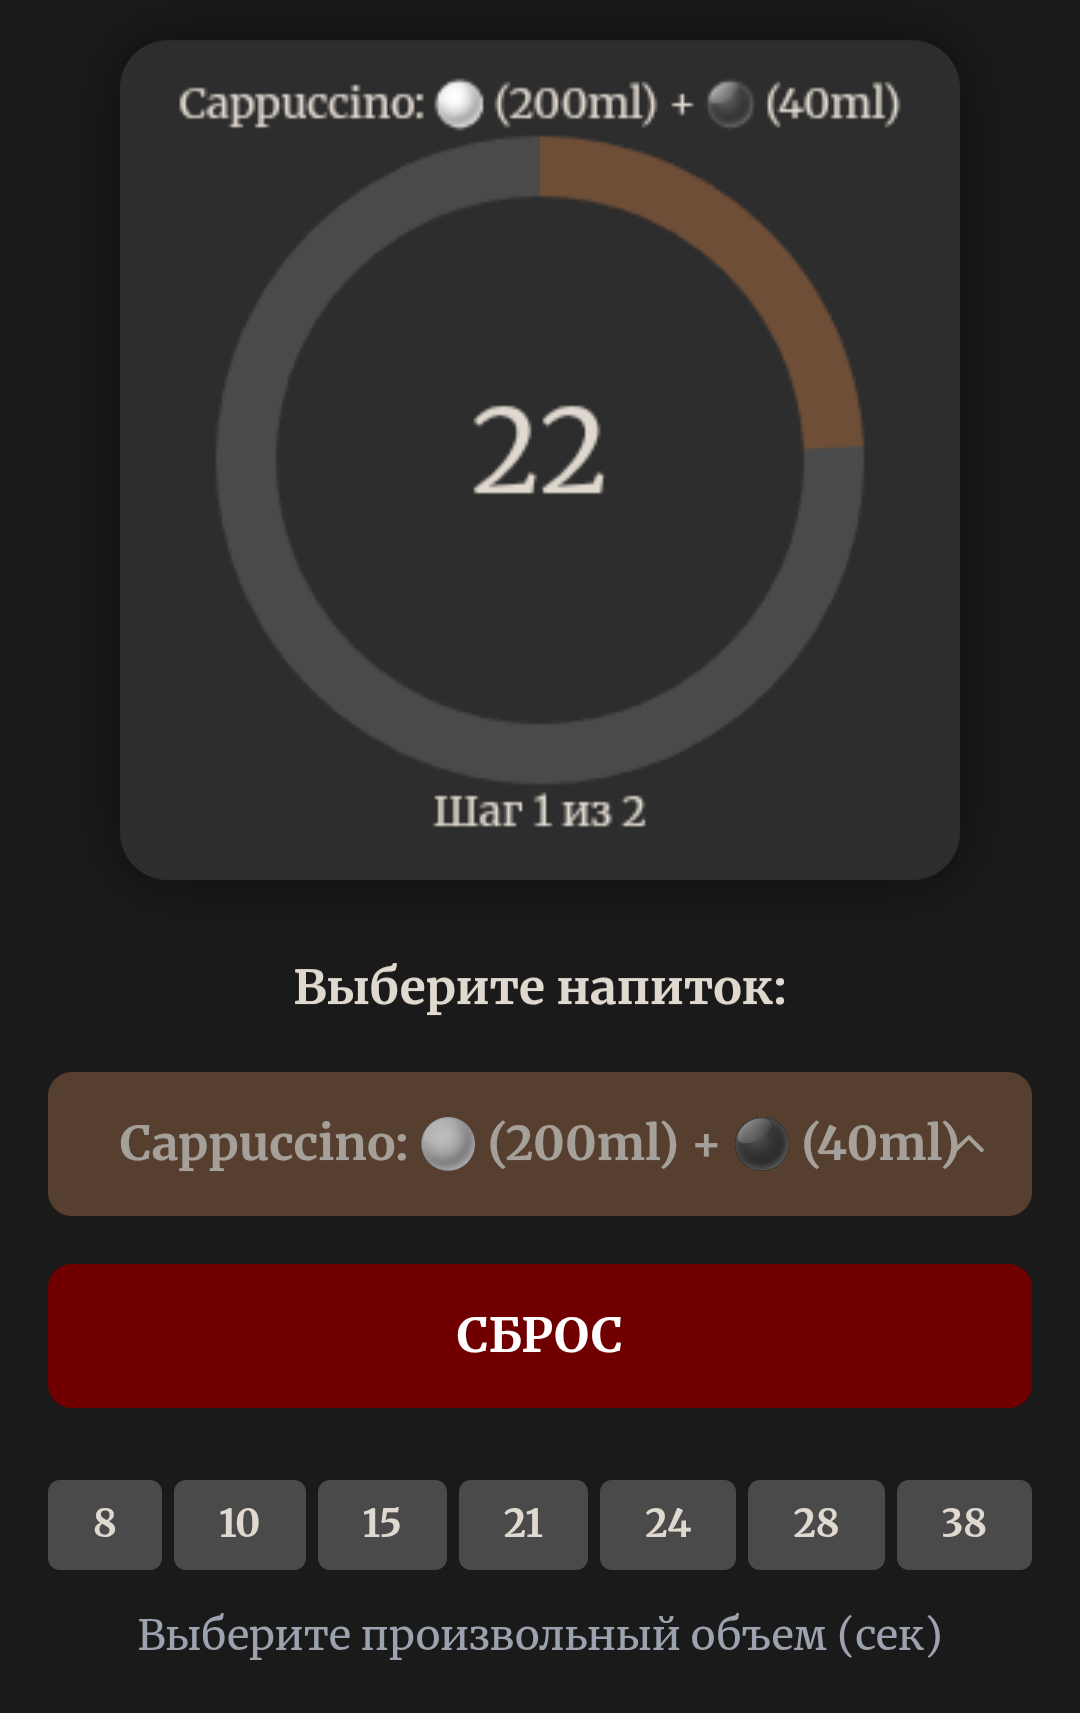 Cappuccino: ⚪ (200ml) + ⚫ (40ml)
22
Шаг 1 из 2
Выберите напиток:
Cappuccino: ⚪ (200ml) + ⚫ (40ml)
СБРОС
8 10 15 21 24 28 38
Выберите произвольный объем (сек)